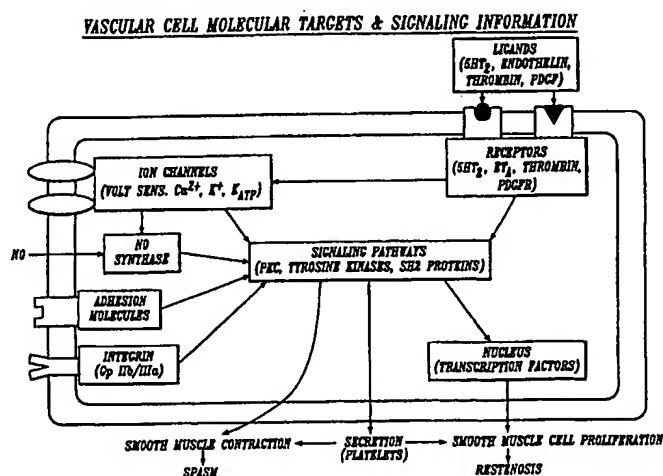 VASCULAR CELL MOLECULAR TARGETS & SIGNALING INFORMATION
LIGANDS
(5HT2, ENDOTHELIN,
THROMBIN, PDGF)
ION CHANNELS
(VOLT SENS. Ca2+, K+, KATP)
RECEPTORS
(5HT2, ETA, THROMBIN,
PDGFR)
NO
NO
SYNTHASE
SIGNALING PATHWAYS
(PKC, TYROSINE KINASES, SH2 PROTEINS)
ADHESION
MOLECULES
INTEGRIN
(Gp IIb/IIIa)
NUCLEUS
(TRANSCRIPTION FACTORS)
SMOOTH MUSCLE CONTRACTION
SECRETION
(PLATELETS)
SMOOTH MUSCLE CELL PROLIFERATION
SPASM
RESTENOSIS